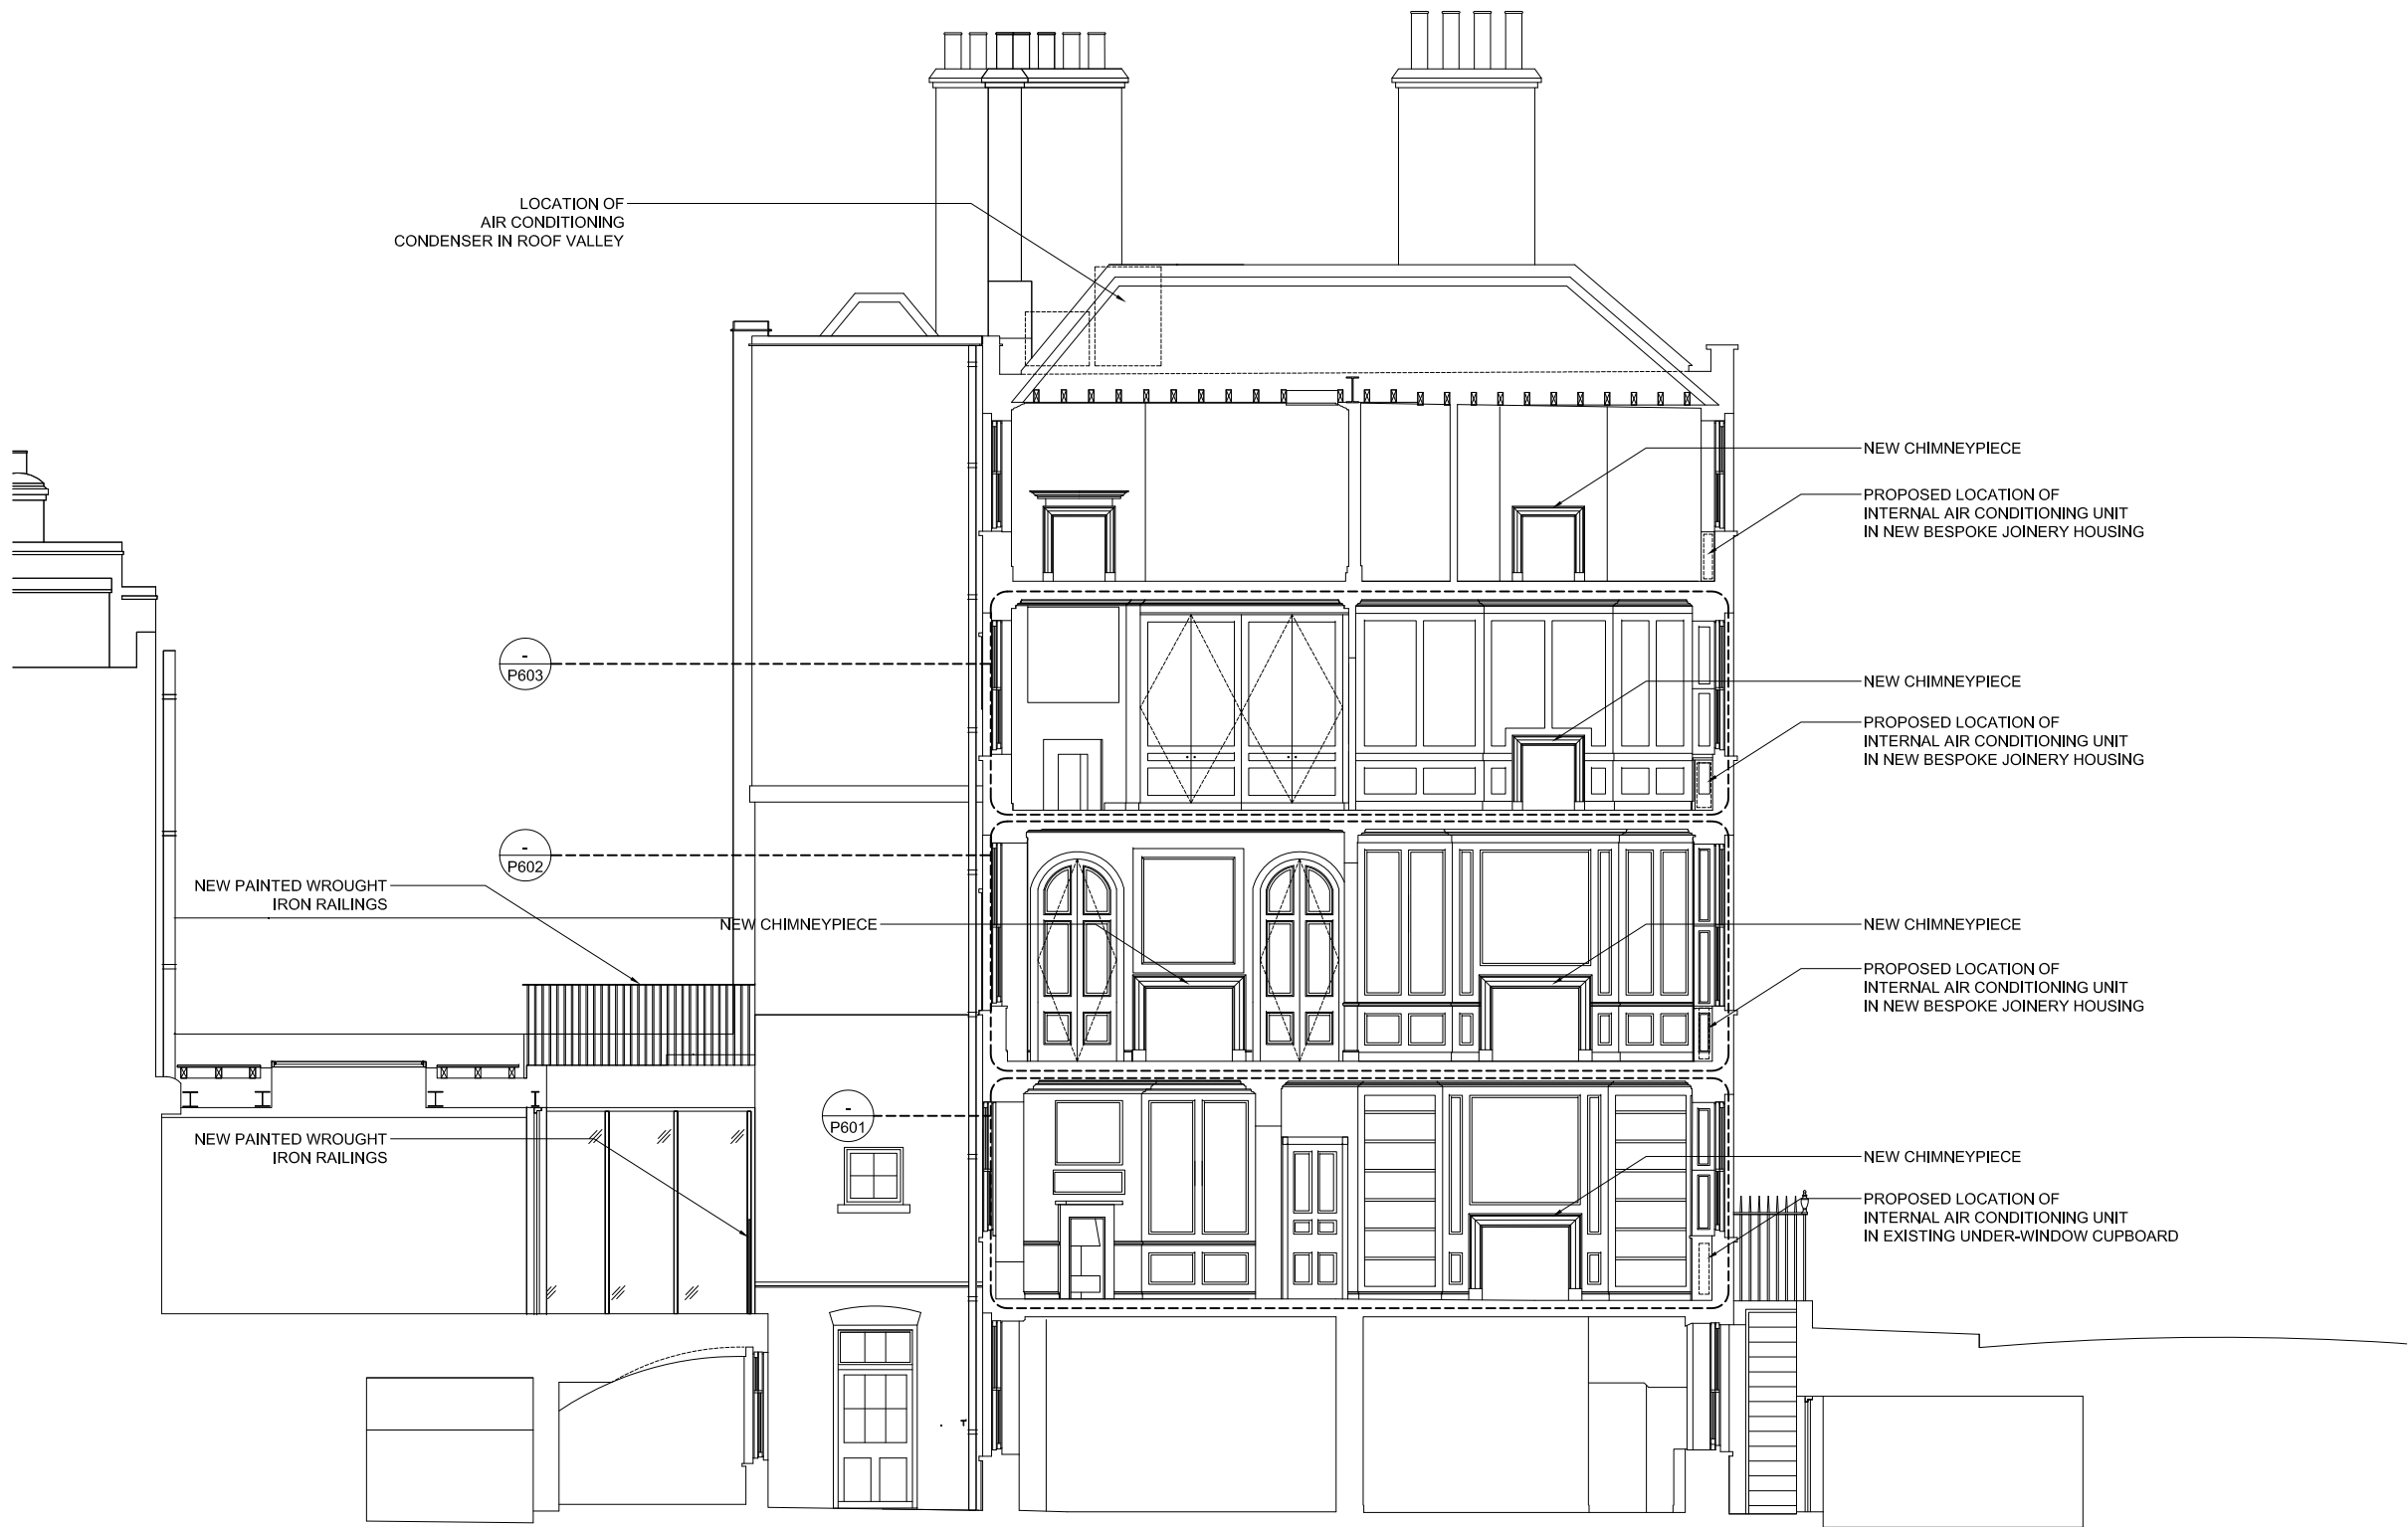 LOCATION OF
AIR CONDITIONING
CONDENSER IN ROOF VALLEY
NEW CHIMNEYPIECE
PROPOSED LOCATION OF
INTERNAL AIR CONDITIONING UNIT
IN NEW BESPOKE JOINERY HOUSING
-
P603
NEW CHIMNEYPIECE
PROPOSED LOCATION OF
INTERNAL AIR CONDITIONING UNIT
IN NEW BESPOKE JOINERY HOUSING
-
P602
NEW PAINTED WROUGHT
IRON RAILINGS
NEW CHIMNEYPIECE
NEW CHIMNEYPIECE
PROPOSED LOCATION OF
INTERNAL AIR CONDITIONING UNIT
IN NEW BESPOKE JOINERY HOUSING
-
P601
NEW PAINTED WROUGHT
IRON RAILINGS
NEW CHIMNEYPIECE
PROPOSED LOCATION OF
INTERNAL AIR CONDITIONING UNIT
IN EXISTING UNDER-WINDOW CUPBOARD